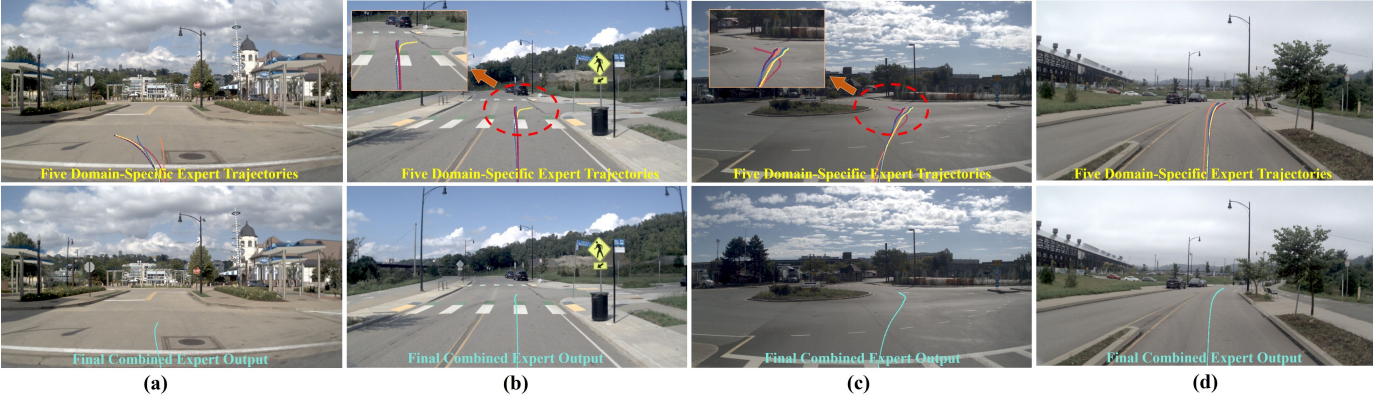 Five Domain-Specific Expert Trajectories
Five Domain-Specific Expert Trajectories
Five Domain-Specific Expert Trajectories
Five Domain-Specific Expert Trajectories
Final Combined Expert Output
Final Combined Expert Output
Final Combined Expert Output
Final Combined Expert Output
(a)
(b)
(c)
(d)